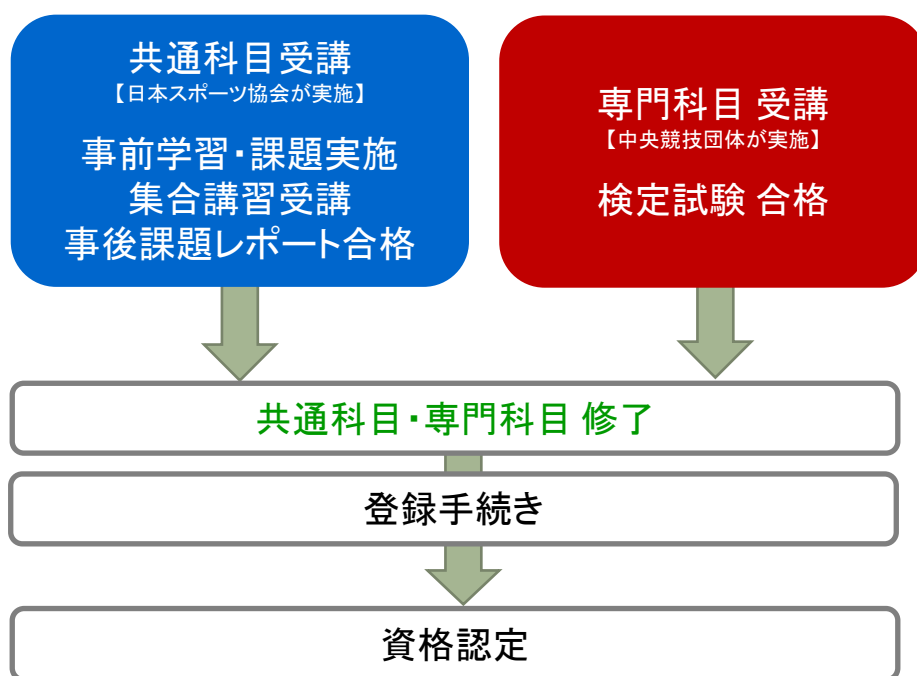 共通科目受講
【日本スポーツ協会が実施】
事前学習・課題実施
集合講習受講
事後課題レポート合格
専門科目 受講
【中央競技団体が実施】
検定試験 合格
共通科目・専門科目 修了
登録手続き
資格認定